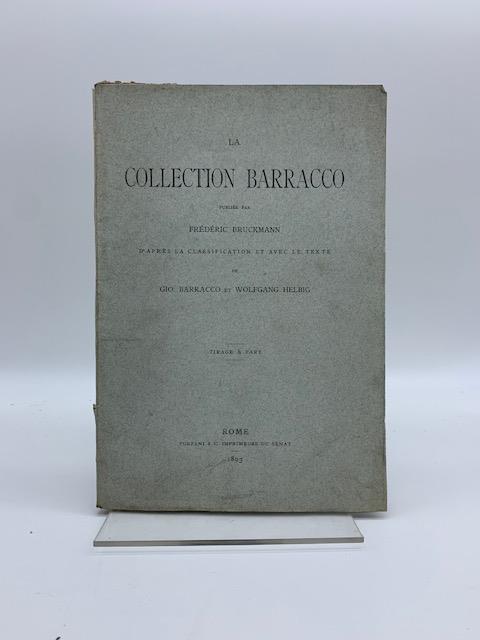 LA
COLLECTION BARRACCO
PUBLIÉE PAR
FRÉDÉRIC BRUCKMANN
D'APRÈS LA CLASSIFICATION ET AVEC LE TEXTE
DE
GIO. BARRACCO ET WOLFGANG HELBIG
TIRAGE À PART
ROME
FORZANI & C. IMPRIMEURS DU SÉNAT
1893